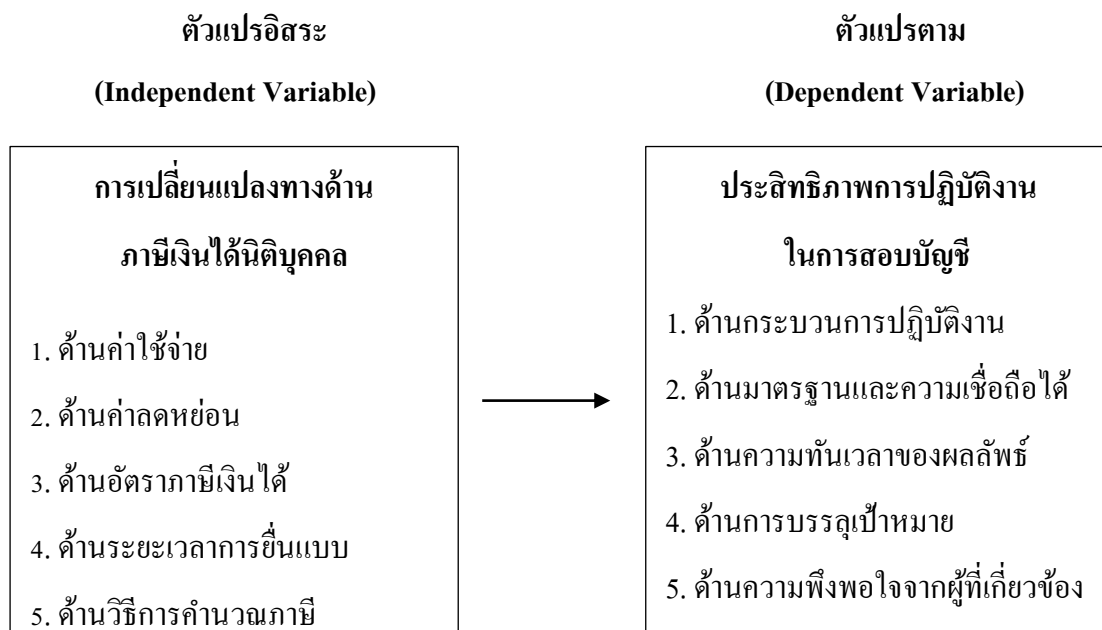 ตัวแปรอิสระ
(Independent Variable)
การเปลี่ยนแปลงทางด้าน
ภาษีเงินได้นิติบุคคล
1. ด้านค่าใช้จ่าย
2. ด้านค่าลดหย่อน
3. ด้านอัตราภาษีเงินได้
4. ด้านระยะเวลาการยื่นแบบ
5. ด้านวิธีการคำนวณภาษี
ตัวแปรตาม
(Dependent Variable)
ประสิทธิภาพการปฏิบัติงาน
ในการสอบบัญชี
1. ด้านกระบวนการปฏิบัติงาน
2. ด้านมาตรฐานและความเชื่อถือได้
3. ด้านความทันเวลาของผลลัพธ์
4. ด้านการบรรลุเป้าหมาย
5. ด้านความพึงพอใจจากผู้ที่เกี่ยวข้อง